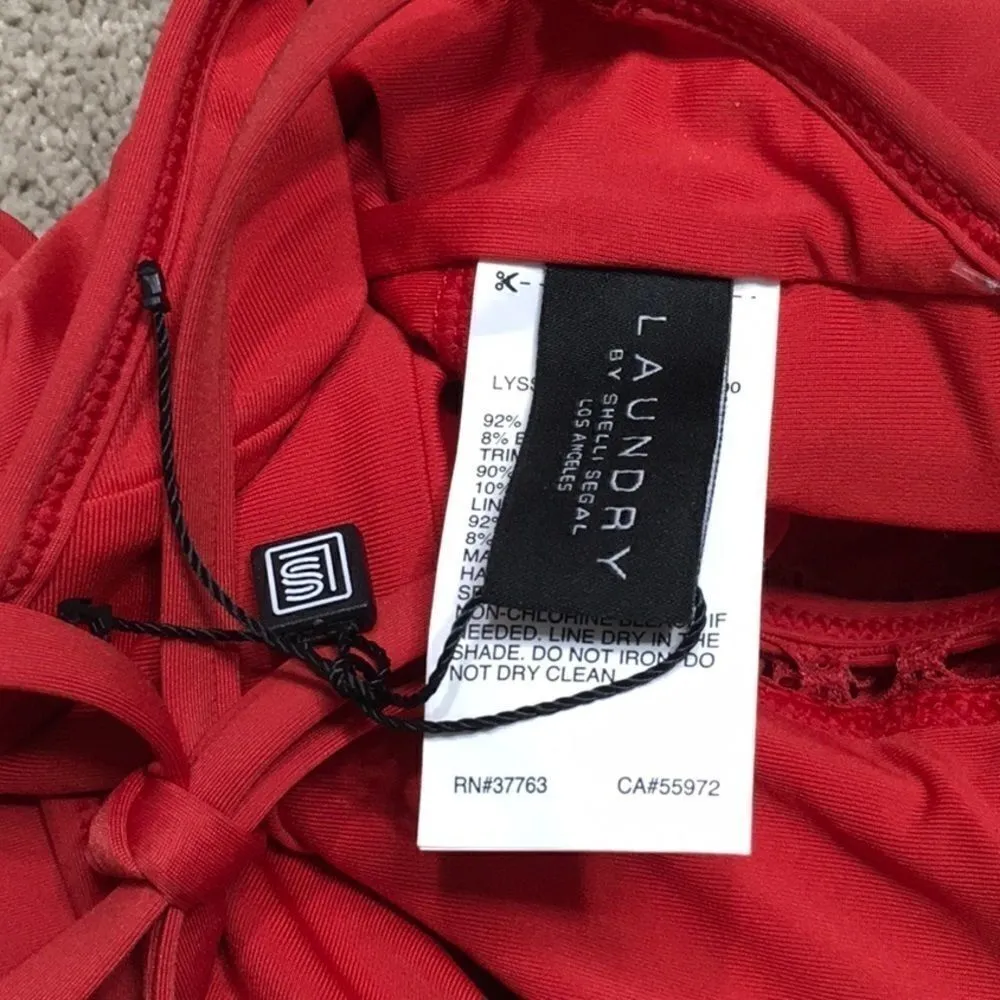 LAUNDRY
BY SHELLI SEGAL
LOS ANGELES
LYSS
92%
8% E
TRIM
90%
10%
LIN
92%
8%
MA
HA
SE
NON-CHLORINE BLEACH IF
NEEDED. LINE DRY IN THE
SHADE. DO NOT IRON. DO
NOT DRY CLEAN
RN#37763 CA#55972